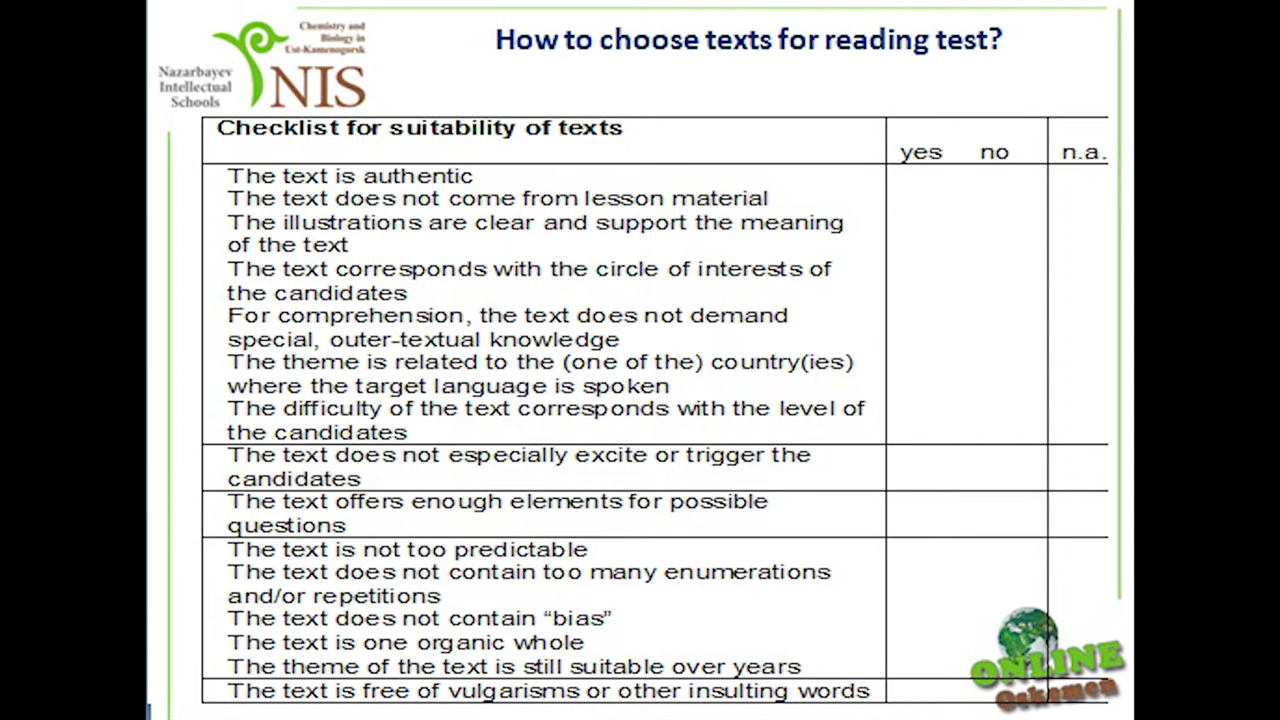 Chemistry and
Biology in
Ust-Kamenogorsk
Nazarbayev
Intellectual
Schools
NIS
How to choose texts for reading test?
Checklist for suitability of texts
yes no n.a.
The text is authentic
The text does not come from lesson material
The illustrations are clear and support the meaning
of the text
The text corresponds with the circle of interests of
the candidates
For comprehension, the text does not demand
special, outer-textual knowledge
The theme is related to the (one of the) country(ies)
where the target language is spoken
The difficulty of the text corresponds with the level of
the candidates
The text does not especially excite or trigger the
candidates
The text offers enough elements for possible
questions
The text is not too predictable
The text does not contain too many enumerations
and/or repetitions
The text does not contain “bias”
The text is one organic whole
The theme of the text is still suitable over years
The text is free of vulgarisms or other insulting words
ONLINE
Oskemen